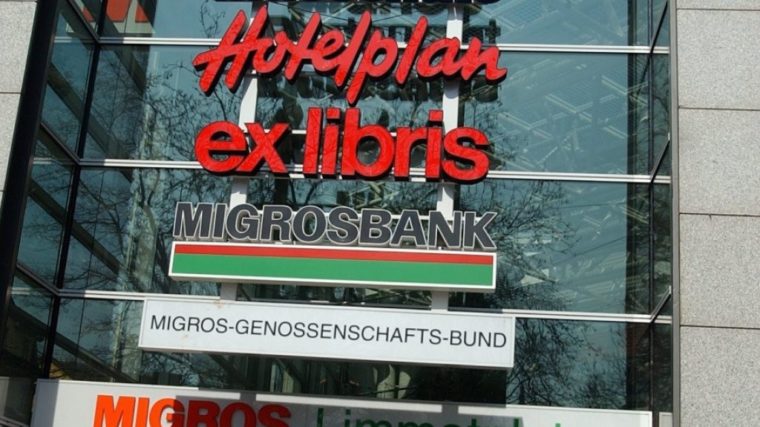 Hotelplan
ex libris
MIGROSBANK
MIGROS-GENOSSENSCHAFTS-BUND
MIGROS